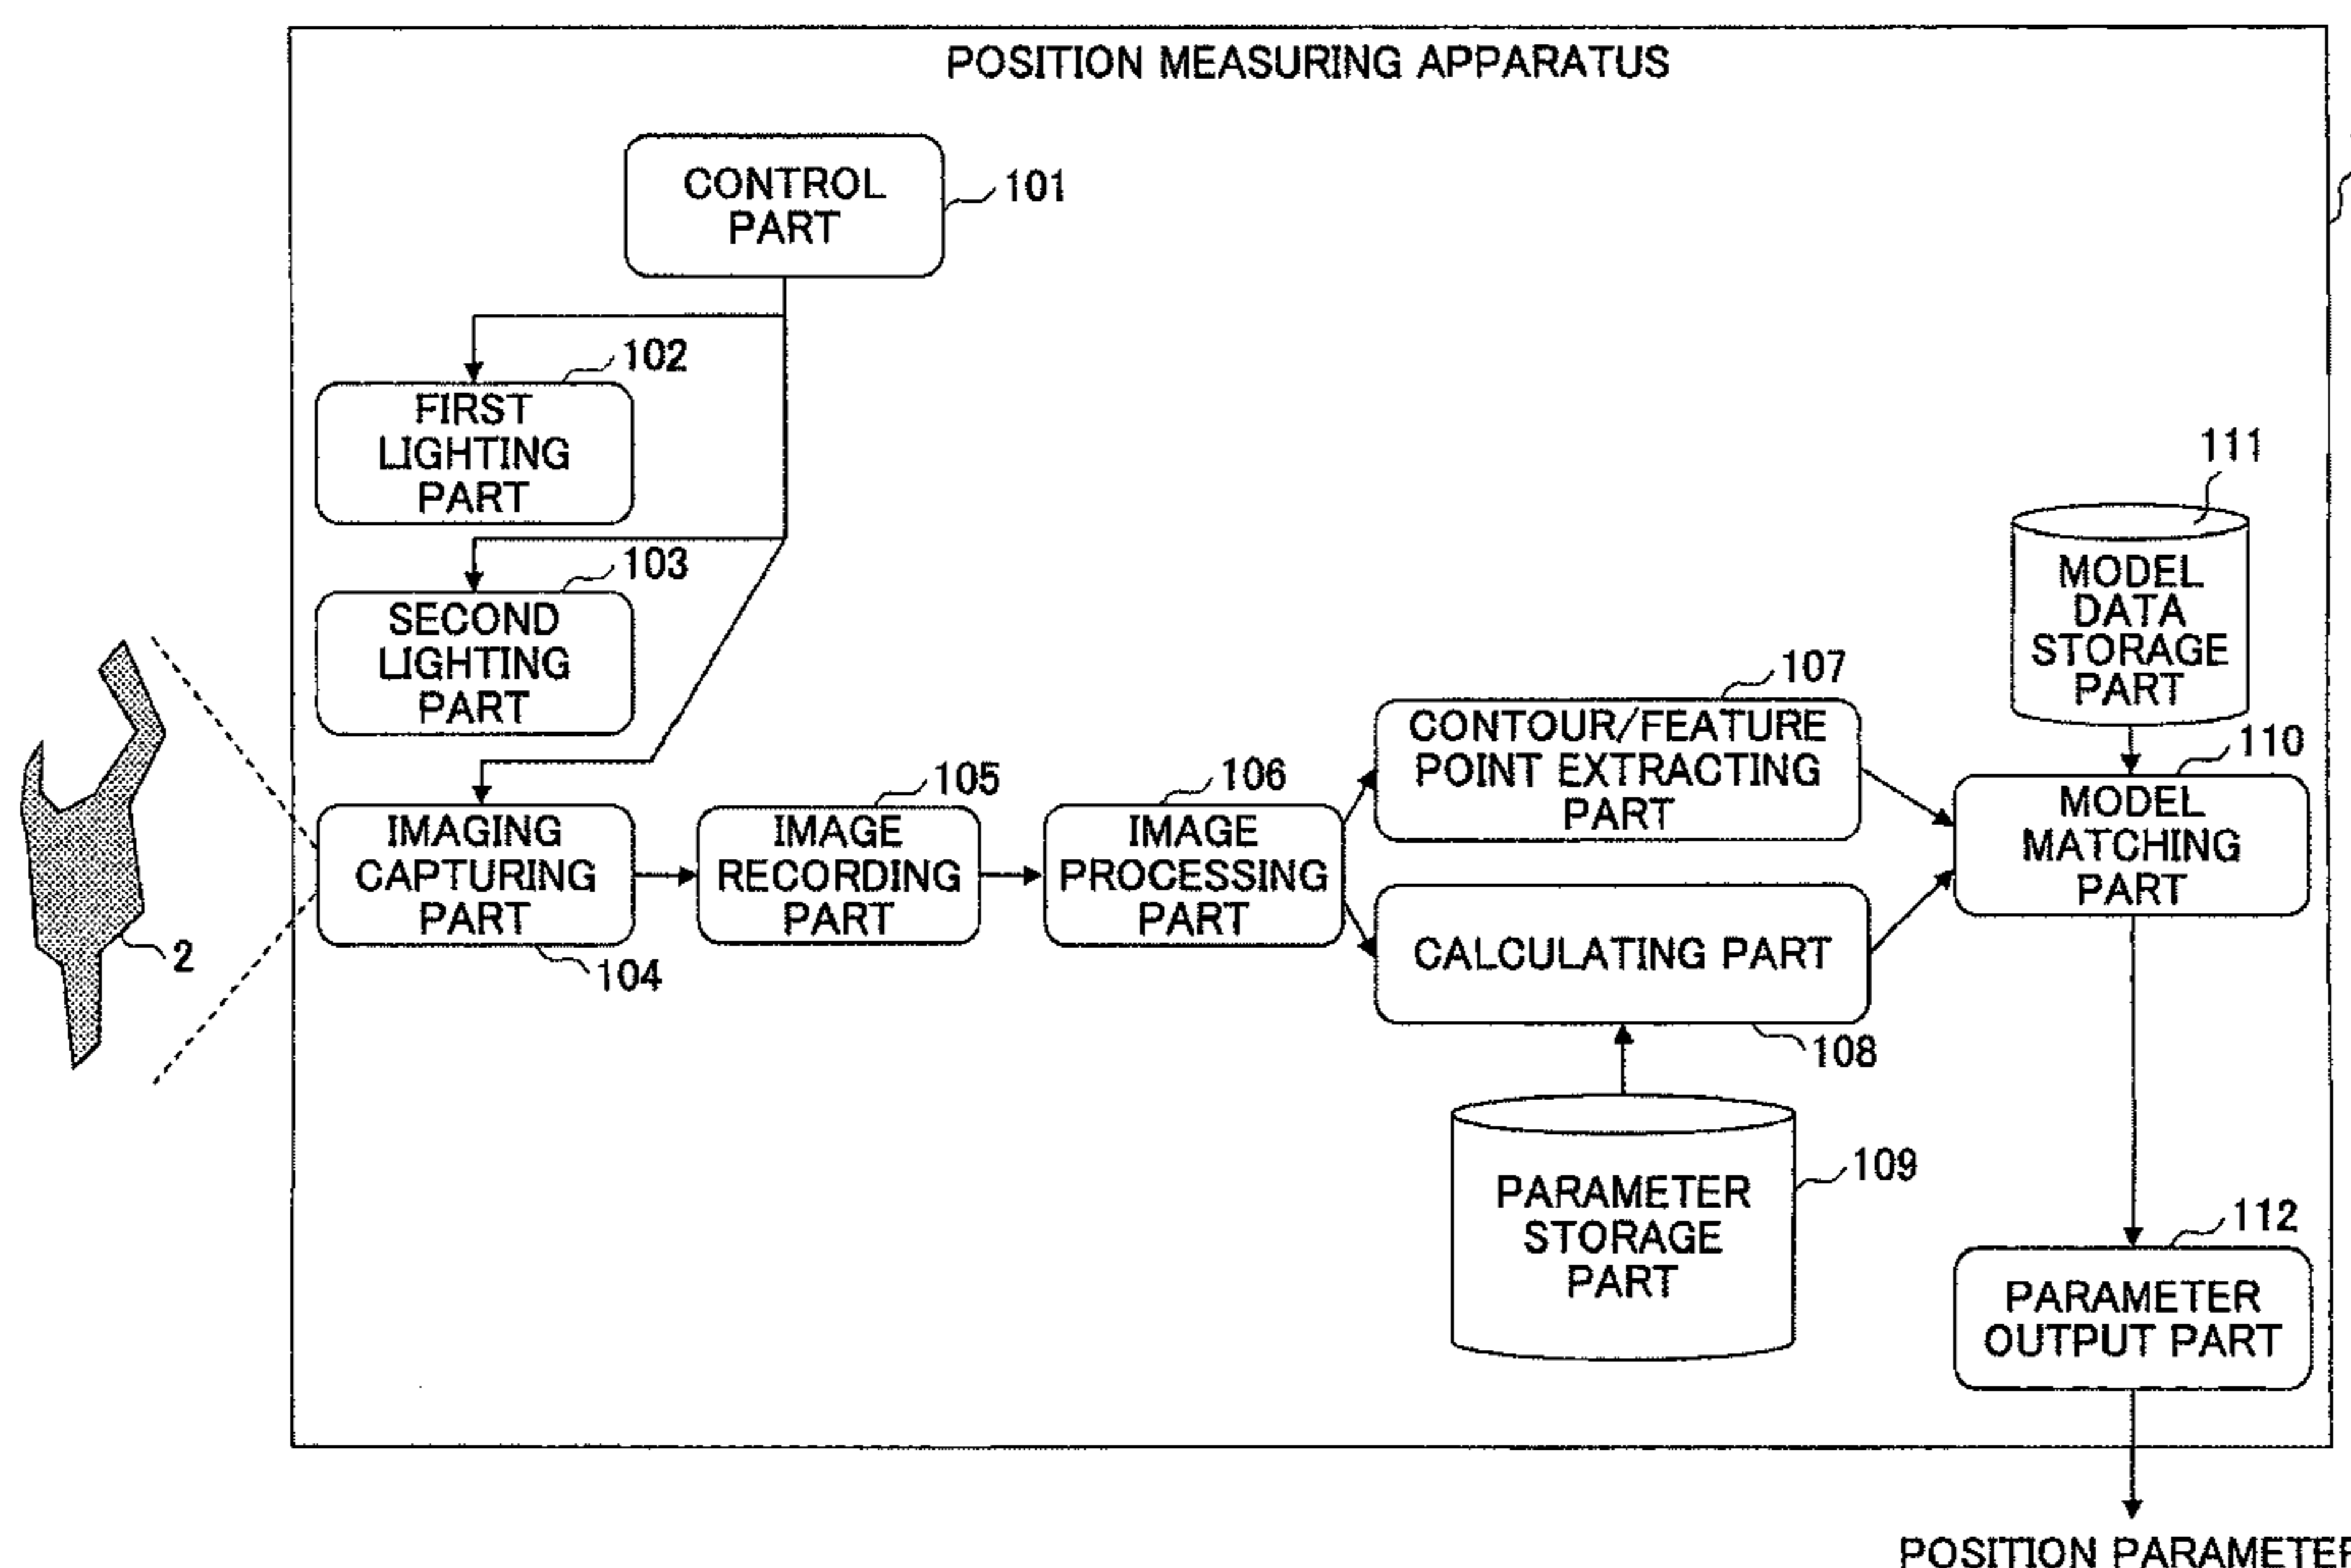 POSITION MEASURING APPARATUS
CONTROL
PART
101
102
FIRST
LIGHTING
PART
103
SECOND
LIGHTING
PART
111
MODEL
DATA
STORAGE
PART
107
CONTOUR/FEATURE
POINT EXTRACTING
PART
110
MODEL
MATCHING
PART
105
106
IMAGING
CAPTURING
PART
104
IMAGE
RECORDING
PART
IMAGE
PROCESSING
PART
2
CALCULATING PART
108
109
PARAMETER
STORAGE
PART
112
PARAMETER
OUTPUT PART
POSITION PARAMETER